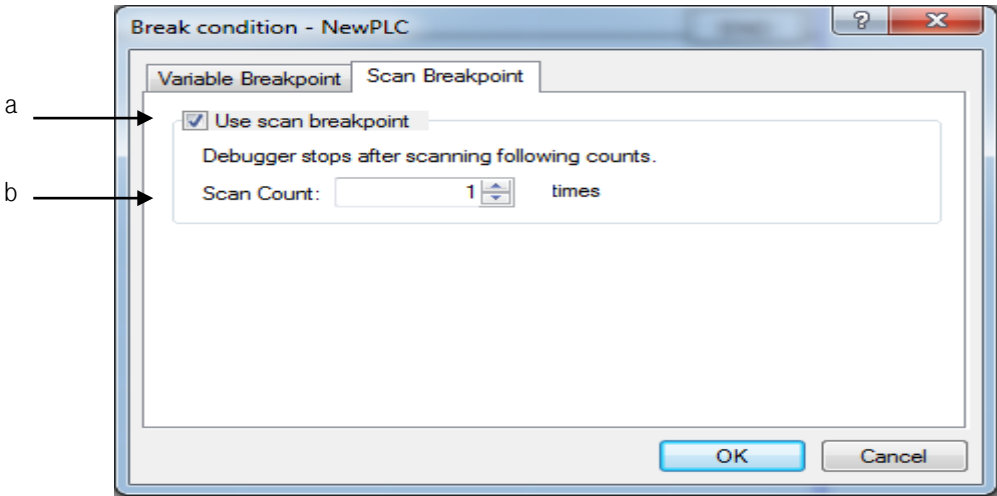 Break condition - NewPLC
Variable Breakpoint Scan Breakpoint
a
Use scan breakpoint
Debugger stops after scanning following counts.
b
Scan Count: 1 times
OK Cancel